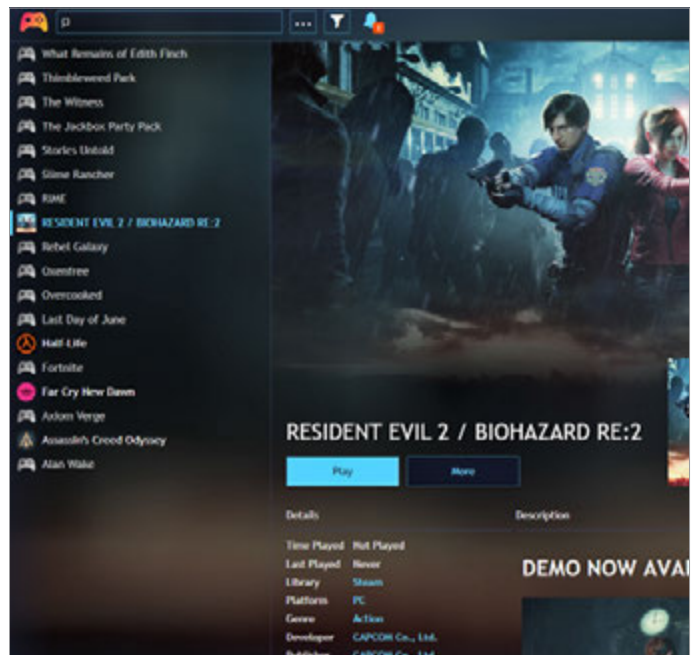 ...
What Remains of Edith Finch
Thimbleweed Park
The Witness
The Jackbox Party Pack
Stories Untold
Slime Rancher
RiME
RESIDENT EVIL 2 / BIOHAZARD RE:2
Rebel Galaxy
Oxenfree
Overcooked
Last Day of June
Half-Life
Fortnite
Far Cry New Dawn
Axiom Verge
Assassin's Creed Odyssey
Alan Wake
RESIDENT EVIL 2 / BIOHAZARD RE:2
Play More
Details Description
Time Played Not Played
Last Played Never
Library Steam
Platform PC
Genre Action
Developer CAPCOM Co., Ltd.
Publisher CAPCOM Co., Ltd.
DEMO NOW AVAI